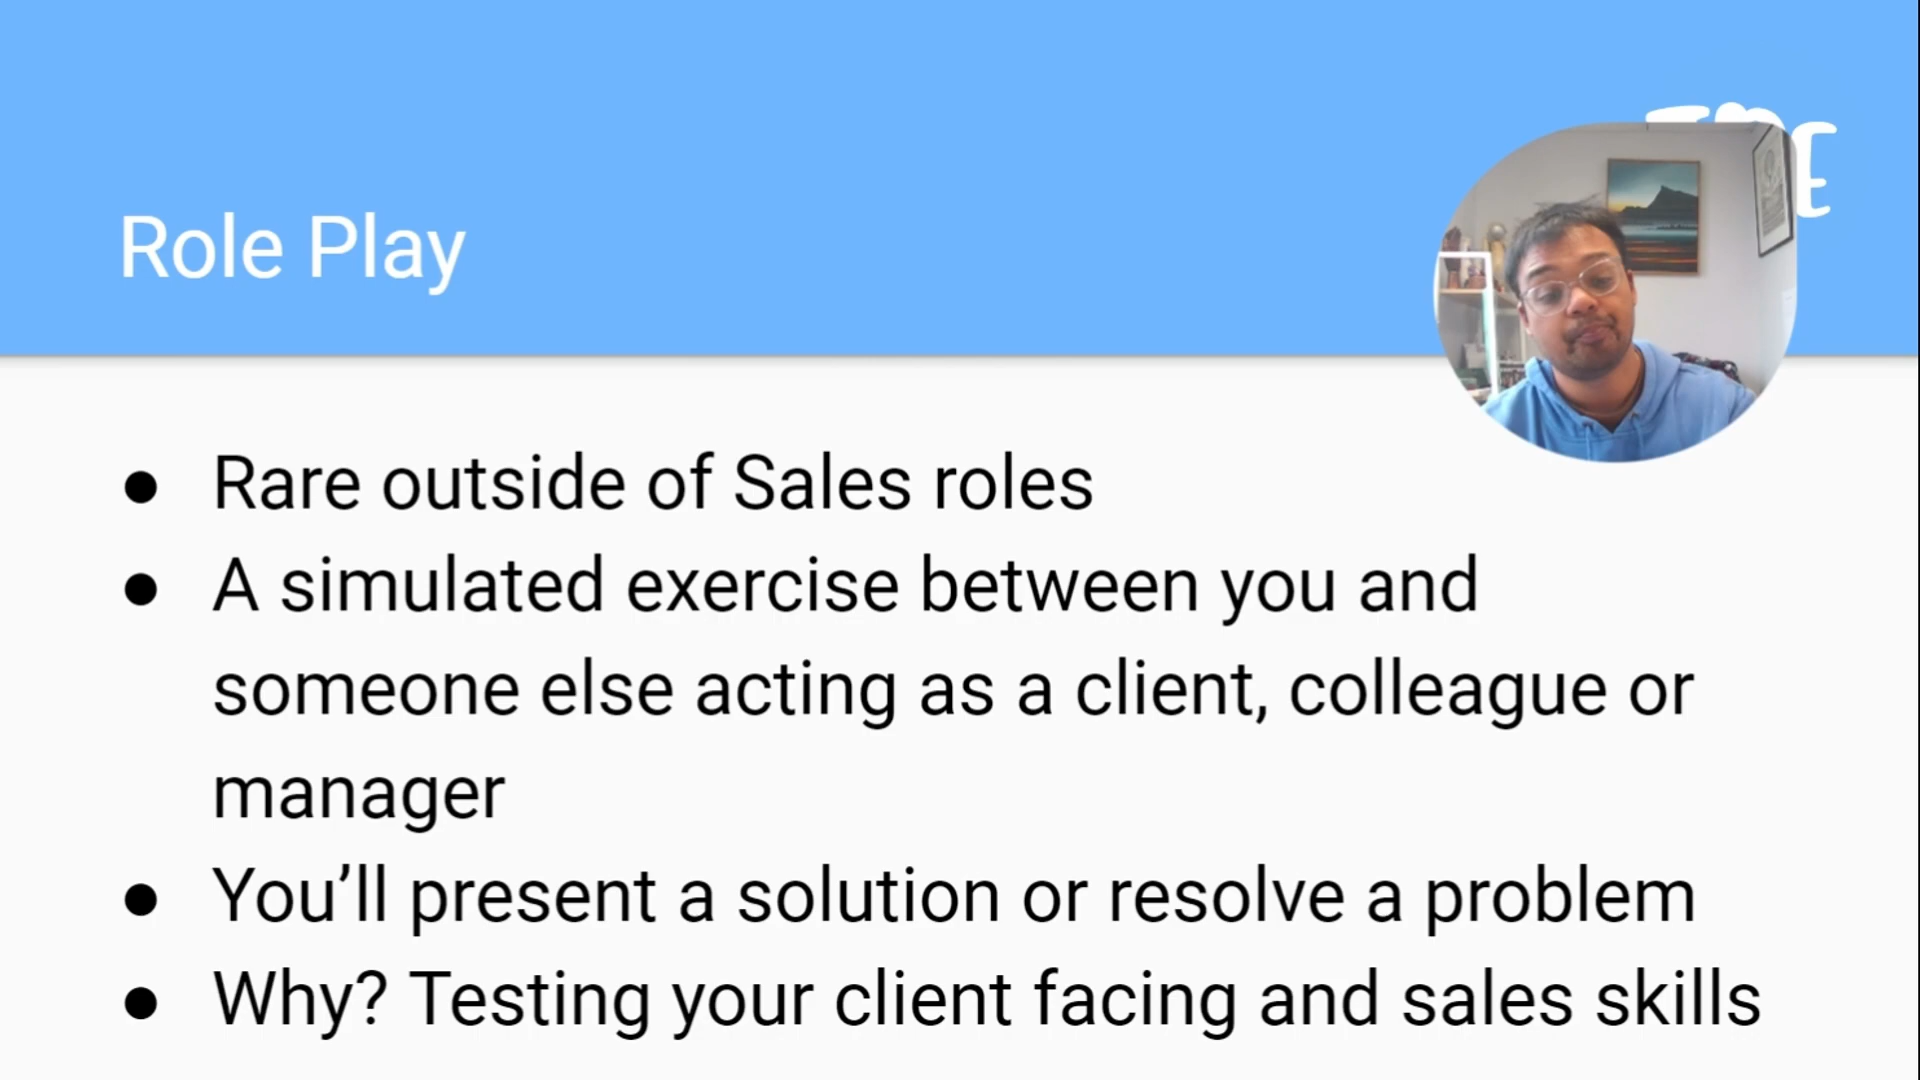 Role Play
● Rare outside of Sales roles
● A simulated exercise between you and
someone else acting as a client, colleague or
manager
● You’ll present a solution or resolve a problem
● Why? Testing your client facing and sales skills